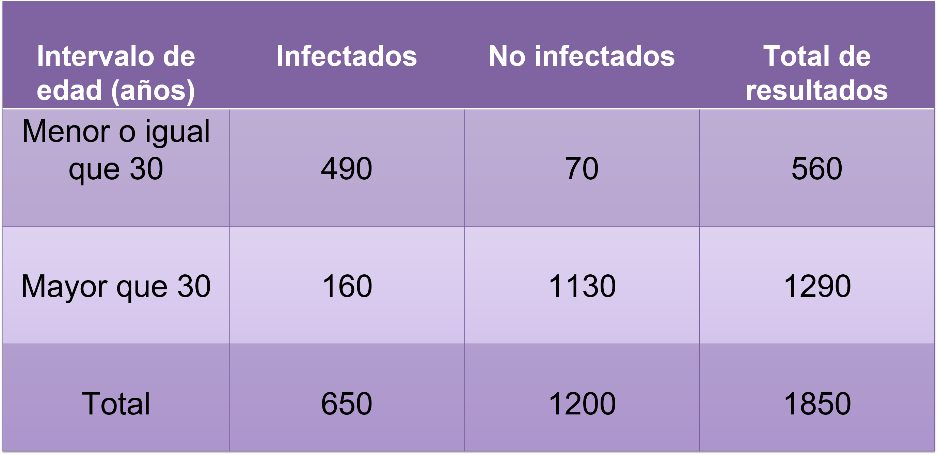 Intervalo de edad (años) Infectados No infectados Total de resultados
Menor o igual que 30 490 70 560
Mayor que 30 160 1130 1290
Total 650 1200 1850